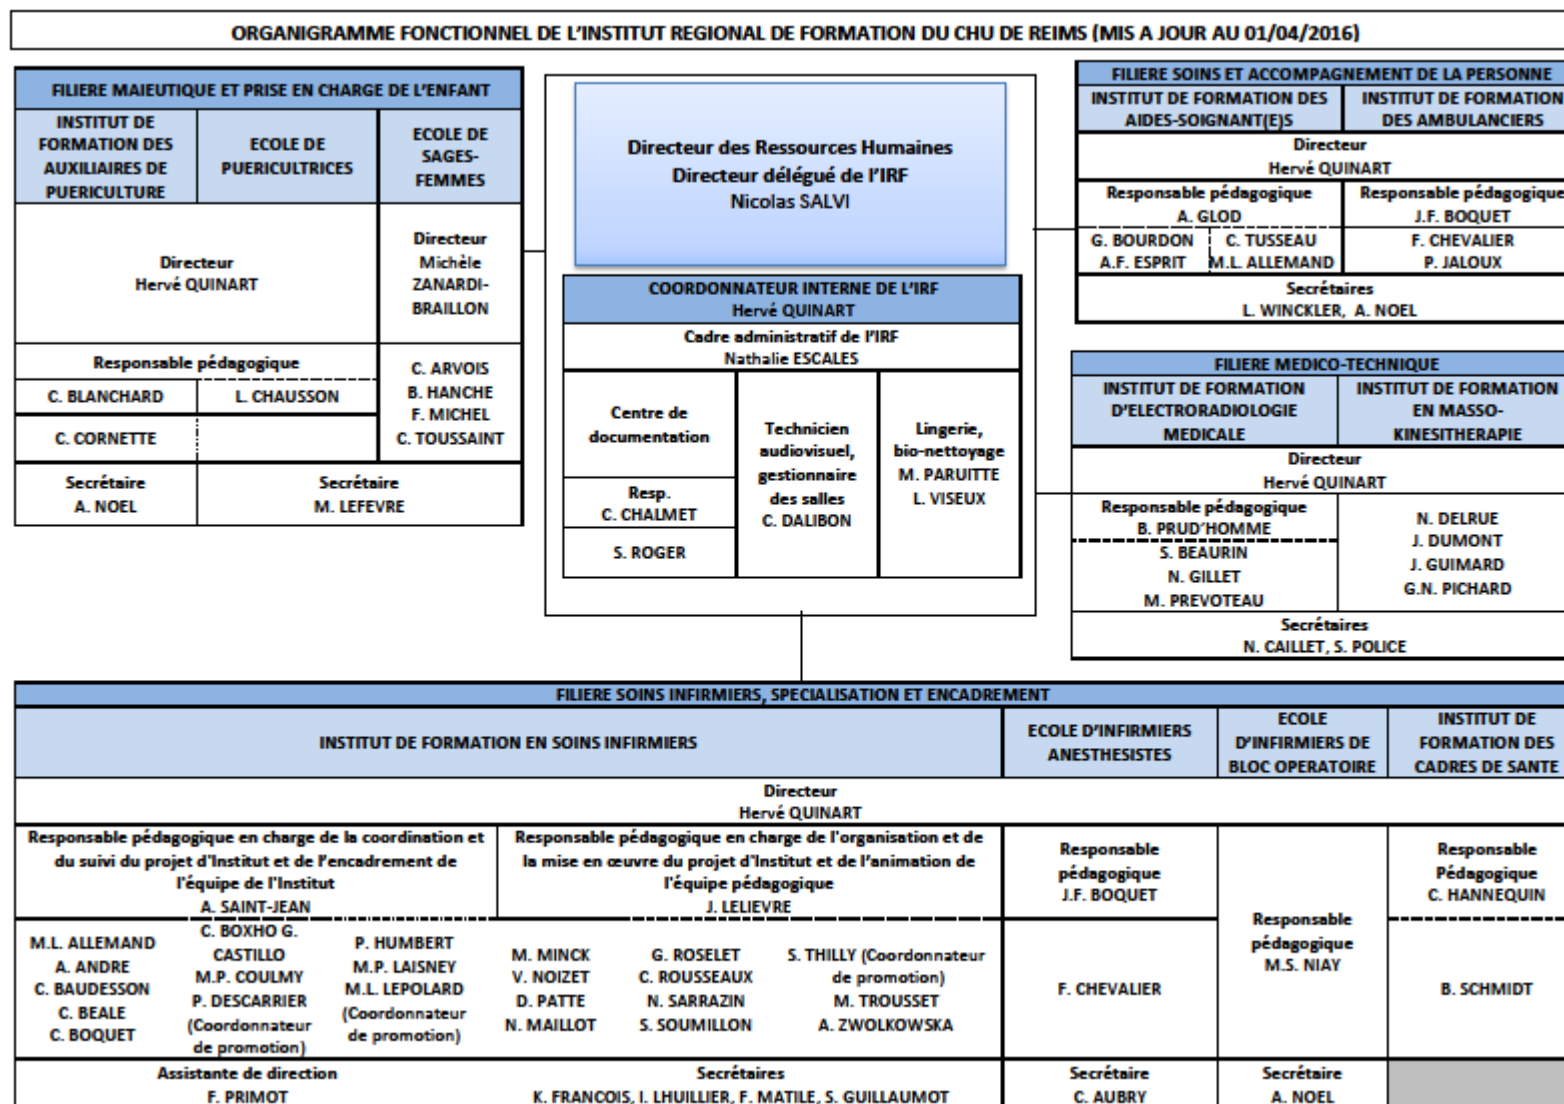 ORGANIGRAMME FONCTIONNEL DE L'INSTITUT REGIONAL DE FORMATION DU CHU DE REIMS (MIS A JOUR AU 01/04/2016)
FILIERE MAIEUTIQUE ET PRISE EN CHARGE DE L'ENFANT
INSTITUT DE
FORMATION DES
AUXILIAIRES DE
PUERICULTURE
ECOLE DE
PUERICULTRICES
ECOLE DE
SAGES-
FEMMES
Directeur
Hervé QUINART
Directeur
Michèle
ZANARDI-
BRAILLON
Responsable pédagogique
C. BLANCHARD
L. CHAUSSON
C. CORNETTE
C. ARVOIS
B. HANCHE
F. MICHEL
C. TOUSSAINT
Secrétaire
A. NOEL
Secrétaire
M. LEFEVRE
Directeur des Ressources Humaines
Directeur délégué de l'IRF
Nicolas SALVI
COORDONNATEUR INTERNE DE L'IRF
Hervé QUINART
Cadre administratif de l'IRF
Nathalie ESCALES
Centre de
documentation
Resp.
C. CHALMET
S. ROGER
Technicien
audiovisuel,
gestionnaire
des salles
C. DALIBON
Lingerie,
bio-nettoyage
M. PARUITTE
L. VISEUX
FILIERE SOINS ET ACCOMPAGNEMENT DE LA PERSONNE
INSTITUT DE FORMATION DES
AIDES-SOIGNANT(E)S
INSTITUT DE FORMATION
DES AMBULANCIERS
Directeur
Hervé QUINART
Responsable pédagogique
A. GLOD
Responsable pédagogique
J.F. BOQUET
G. BOURDON
A.F. ESPRIT
C. TUSSEAU
M.L. ALLEMAND
F. CHEVALIER
P. JALOUX
Secrétaires
L. WINCKLER, A. NOEL
FILIERE MEDICO-TECHNIQUE
INSTITUT DE FORMATION
D'ELECTRORADIOLOGIE
MEDICALE
INSTITUT DE FORMATION
EN MASSO-
KINESITHERAPIE
Directeur
Hervé QUINART
Responsable pédagogique
B. PRUD'HOMME
S. BEAURIN
N. GILLET
M. PREVOTEAU
N. DELRUE
J. DUMONT
J. GUIMARD
G.N. PICHARD
Secrétaires
N. CAILLET, S. POLICE
FILIERE SOINS INFIRMIERS, SPECIALISATION ET ENCADREMENT
INSTITUT DE FORMATION EN SOINS INFIRMIERS
ECOLE D'INFIRMIERS
ANESTHESISTES
ECOLE
D'INFIRMIERS DE
BLOC OPERATOIRE
INSTITUT DE
FORMATION DES
CADRES DE SANTE
Directeur
Hervé QUINART
Responsable pédagogique en charge de la coordination et
du suivi du projet d'Institut et de l'encadrement de
l'équipe de l'Institut
A. SAINT-JEAN
Responsable pédagogique en charge de l'organisation et de
la mise en œuvre du projet d'Institut et de l'animation de
l'équipe pédagogique
J. LELIEVRE
Responsable
pédagogique
J.F. BOQUET
Responsable
pédagogique
M.S. NIAY
Responsable
Pédagogique
C. HANNEQUIN
M.L. ALLEMAND
A. ANDRE
C. BAUDESSON
C. BEALE
C. BOQUET
C. BOXHO G.
CASTILLO
M.P. COULMY
P. DESCARRIER
(Coordonnateur
de promotion)
P. HUMBERT
M.P. LAISNEY
M.L. LEPOLARD
(Coordonnateur
de promotion)
M. MINCK
V. NOIZET
D. PATTE
N. MAILLOT
G. ROSELET
C. ROUSSEAUX
N. SARRAZIN
S. SOUMILLON
S. THILLY (Coordonnateur
de promotion)
M. TROUSSET
A. ZWOLKOWSKA
F. CHEVALIER
B. SCHMIDT
Assistante de direction
F. PRIMOT
Secrétaires
K. FRANCOIS, I. LHUILLIER, F. MATILE, S. GUILLAUMOT
Secrétaire
C. AUBRY
Secrétaire
A. NOEL